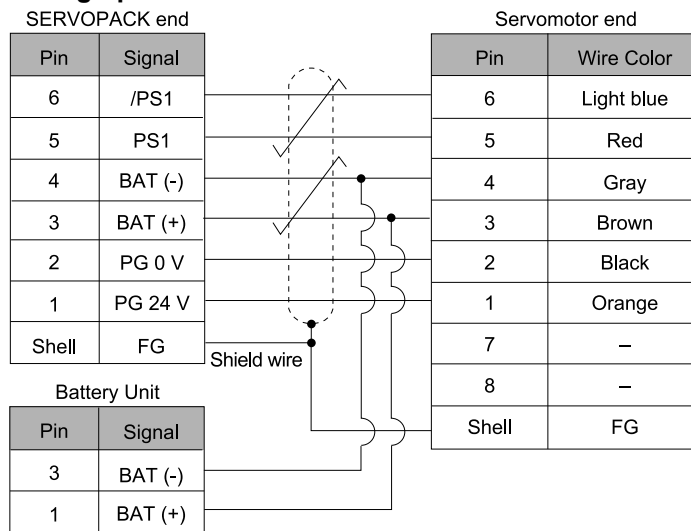 SERVOPACK end
Pin Signal
6 /PS1
5 PS1
4 BAT (-)
3 BAT (+)
2 PG 0 V
1 PG 24 V
Shell FG
Shield wire
Battery Unit
Pin Signal
3 BAT (-)
1 BAT (+)
Servomotor end
Pin Wire Color
6 Light blue
5 Red
4 Gray
3 Brown
2 Black
1 Orange
7 –
8 –
Shell FG